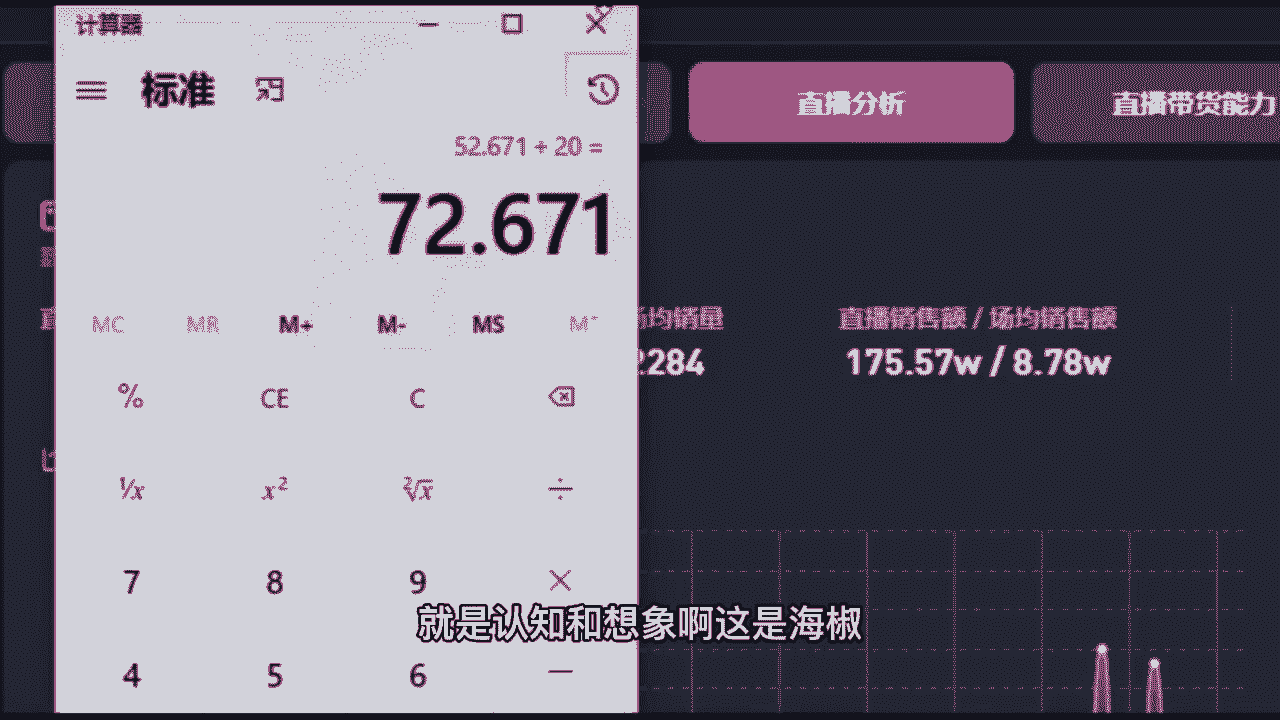 计算器
标准
直播分析
直播带货能力
52.671 + 20 =
72.671
MC MR M+ M- MS
场均销量
2284
直播销售额 / 场均销售额
175.57w / 8.78w
% CE C
¹/x x² ²√x ÷
7 8 9 ×
就是认知和想象啊这是海椒
4 5 6 −